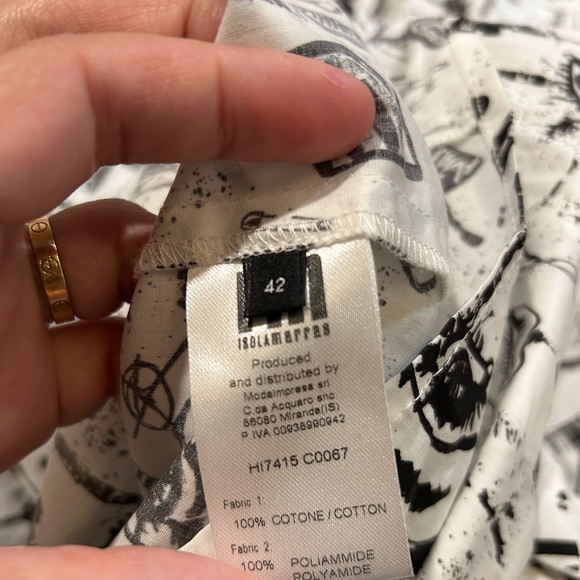 42
ISOLAmarras
Produced
and distributed by
Modaimpresa srl
C.da Acquaro snc
86080 Miranda(IS)
P.IVA 00938990942
HI7415 C0067
Fabric 1:
100% COTONE/COTTON
Fabric 2:
100% POLIAMMIDE
POLYAMIDE